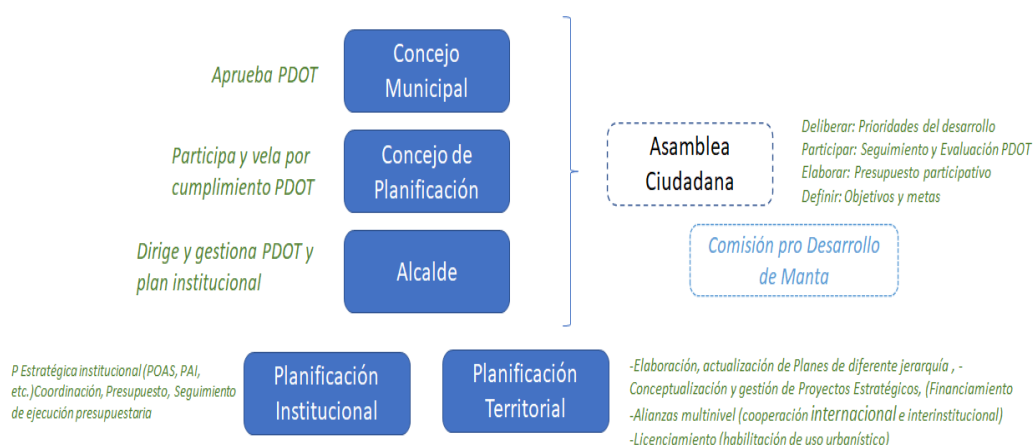 Aprueba PDOT
Concejo
Municipal
Participa y vela por
cumplimiento PDOT
Concejo de
Planificación
Dirige y gestiona PDOT y
plan institucional
Alcalde
Asamblea
Ciudadana
Deliberar: Prioridades del desarrollo
Participar: Seguimiento y Evaluación PDOT
Elaborar: Presupuesto participativo
Definir: Objetivos y metas
Comisión pro Desarrollo
de Manta
P Estratégica institucional (POAS, PAI,
etc.)Coordinación, Presupuesto, Seguimiento
de ejecución presupuestaria
Planificación
Institucional
Planificación
Territorial
-Elaboración, actualización de Planes de diferente jerarquía , -
Conceptualización y gestión de Proyectos Estratégicos, (Financiamiento
-Alianzas multinível (cooperación internacional e interinstitucional)
-Licenciamiento (habilitación de uso urbanístico)